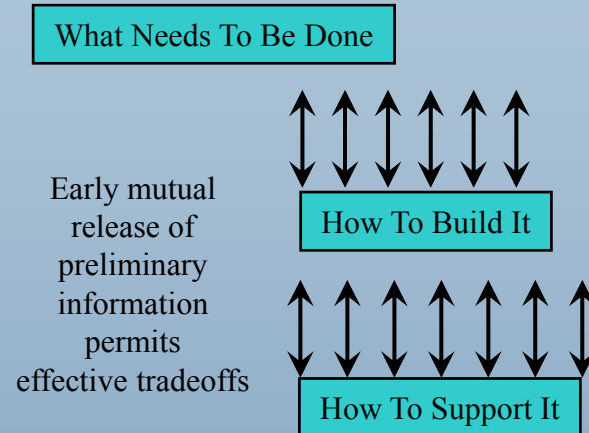 What Needs To Be Done
Early mutual
release of
preliminary
information
permits
effective tradeoffs
How To Build It
How To Support It